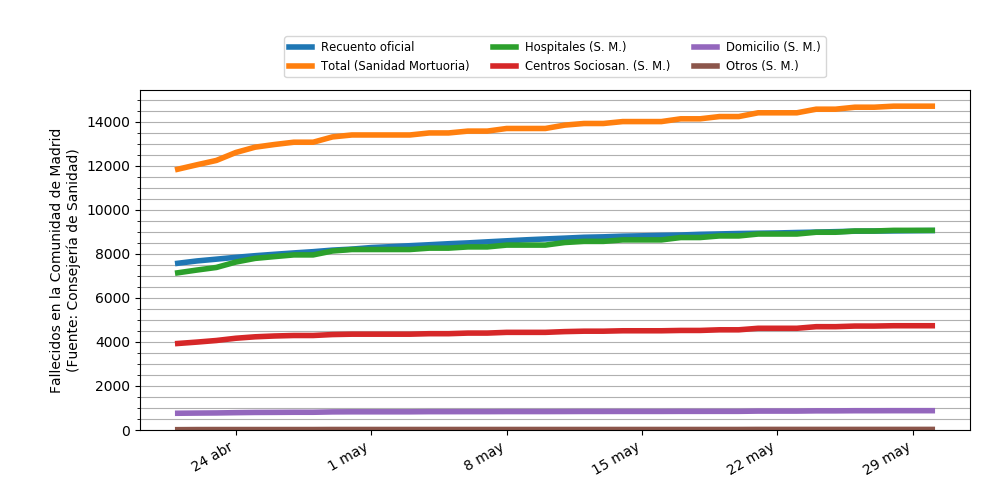 Recuento oficial
Total (Sanidad Mortuoria)
Hospitales (S. M.)
Centros Sociosan. (S. M.)
Domicilio (S. M.)
Otros (S. M.)
Fallecidos en la Comunidad de Madrid
(Fuente: Consejería de Sanidad)
14000
12000
10000
8000
6000
4000
2000
0
24 abr
1 may
8 may
15 may
22 may
29 may